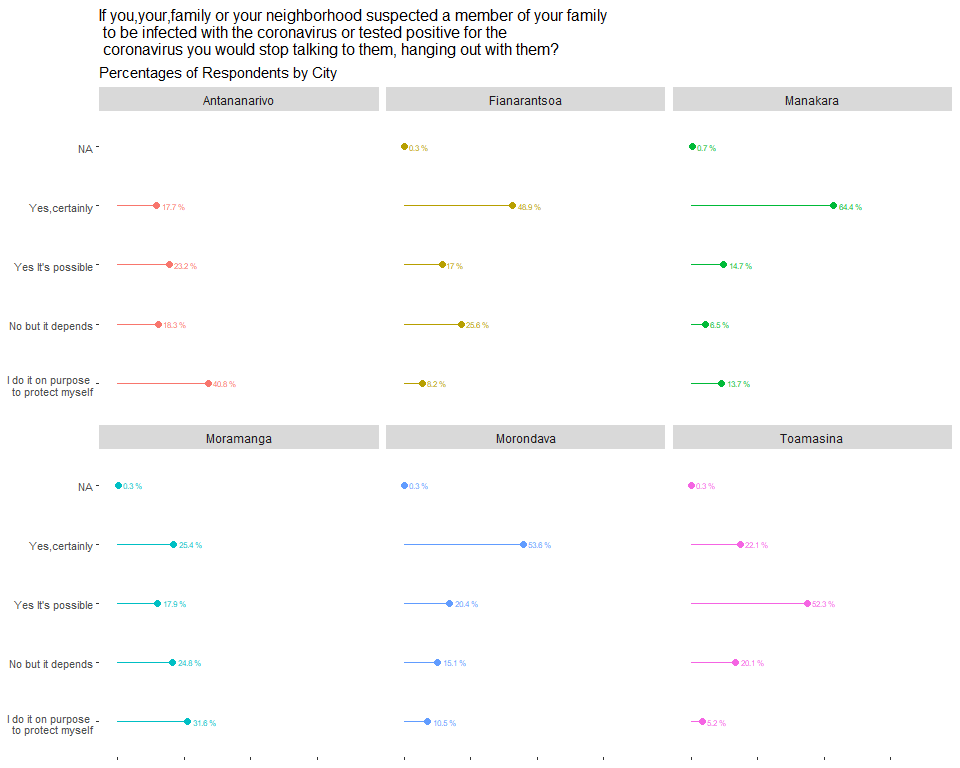 If you,your,family or your neighborhood suspected a member of your family
to be infected with the coronavirus or tested positive for the
coronavirus you would stop talking to them, hanging out with them?
Percentages of Respondents by City
Antananarivo
Fianarantsoa
Manakara
NA
0.3 %
0.7 %
Yes,certainly
17.7 %
48.9 %
64.4 %
Yes It's possible
23.2 %
17 %
14.7 %
No but it depends
18.3 %
25.6 %
6.5 %
I do it on purpose
to protect myself
40.8 %
8.2 %
13.7 %
Moramanga
Morondava
Toamasina
NA
0.3 %
0.3 %
0.3 %
Yes,certainly
25.4 %
53.6 %
22.1 %
Yes It's possible
17.9 %
20.4 %
52.3 %
No but it depends
24.8 %
15.1 %
20.1 %
I do it on purpose
to protect myself
31.6 %
10.5 %
5.2 %